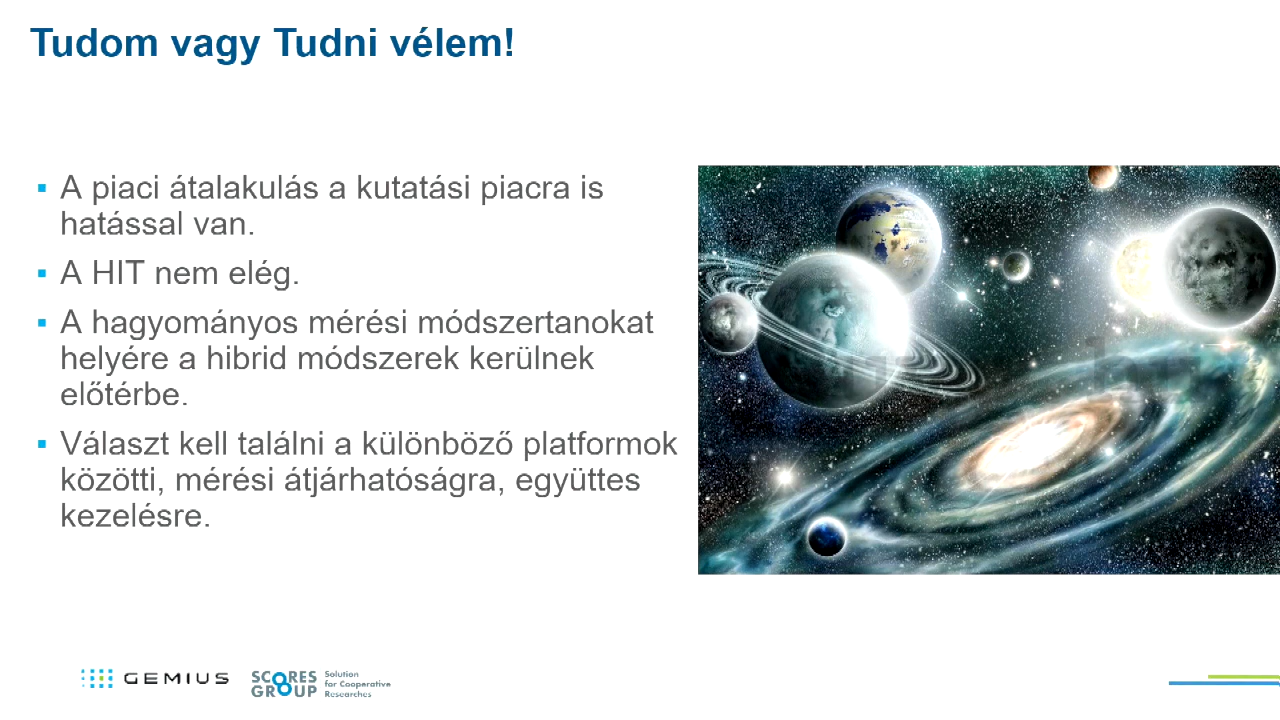 Tudom vagy Tudni vélem!
A piaci átalakulás a kutatási piacra is
hatással van.
A HIT nem elég.
A hagyományos mérési módszertanokat
helyére a hibrid módszerek kerülnek
előtérbe.
Választ kell találni a különböző platformok
közötti, mérési átjárhatóságra, együttes
kezelésre.
GEMIUS
SCORES
GROUP
Solution
for Cooperative
Researches